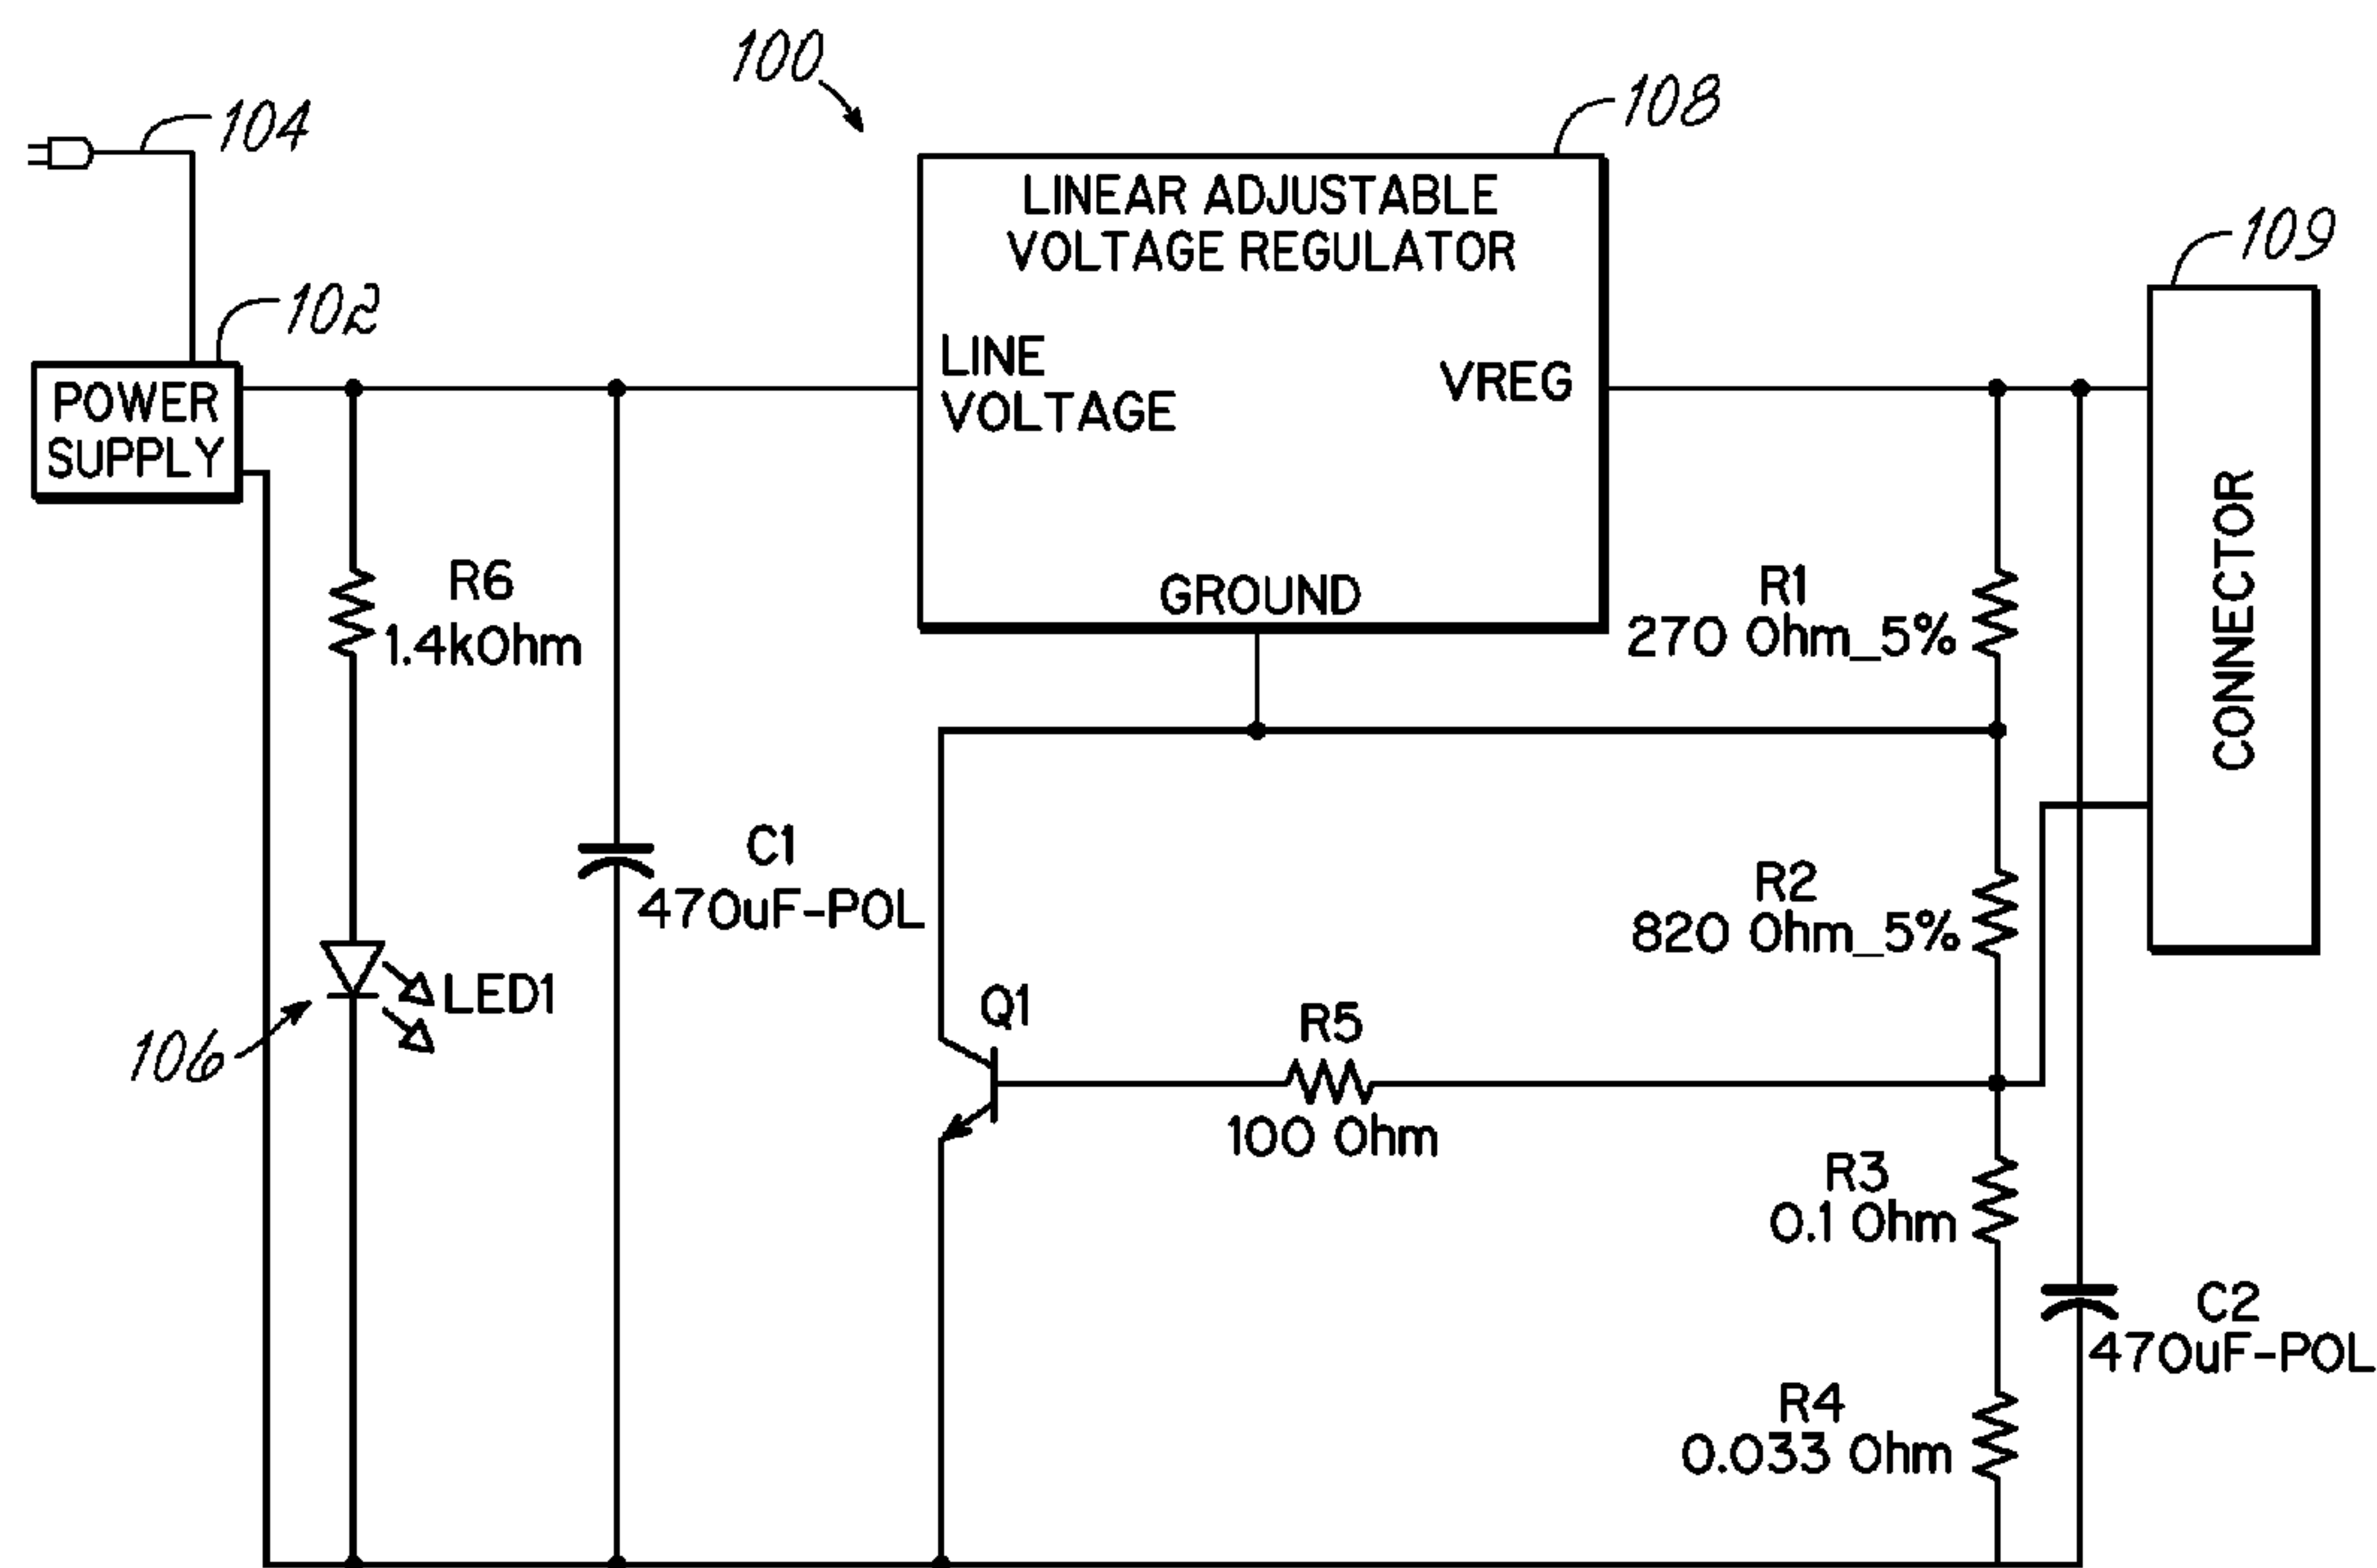 100
104
108
LINEAR ADJUSTABLE
VOLTAGE REGULATOR
109
102
LINE
VOLTAGE
VREG
POWER
SUPPLY
CONNECTOR
R6
1.4kOhm
GROUND
R1
270 Ohm_5%
C1
470uF-POL
R2
820 Ohm_5%
LED1
106
Q1
R5
100 Ohm
R3
0.1 Ohm
C2
470uF-POL
R4
0.033 Ohm